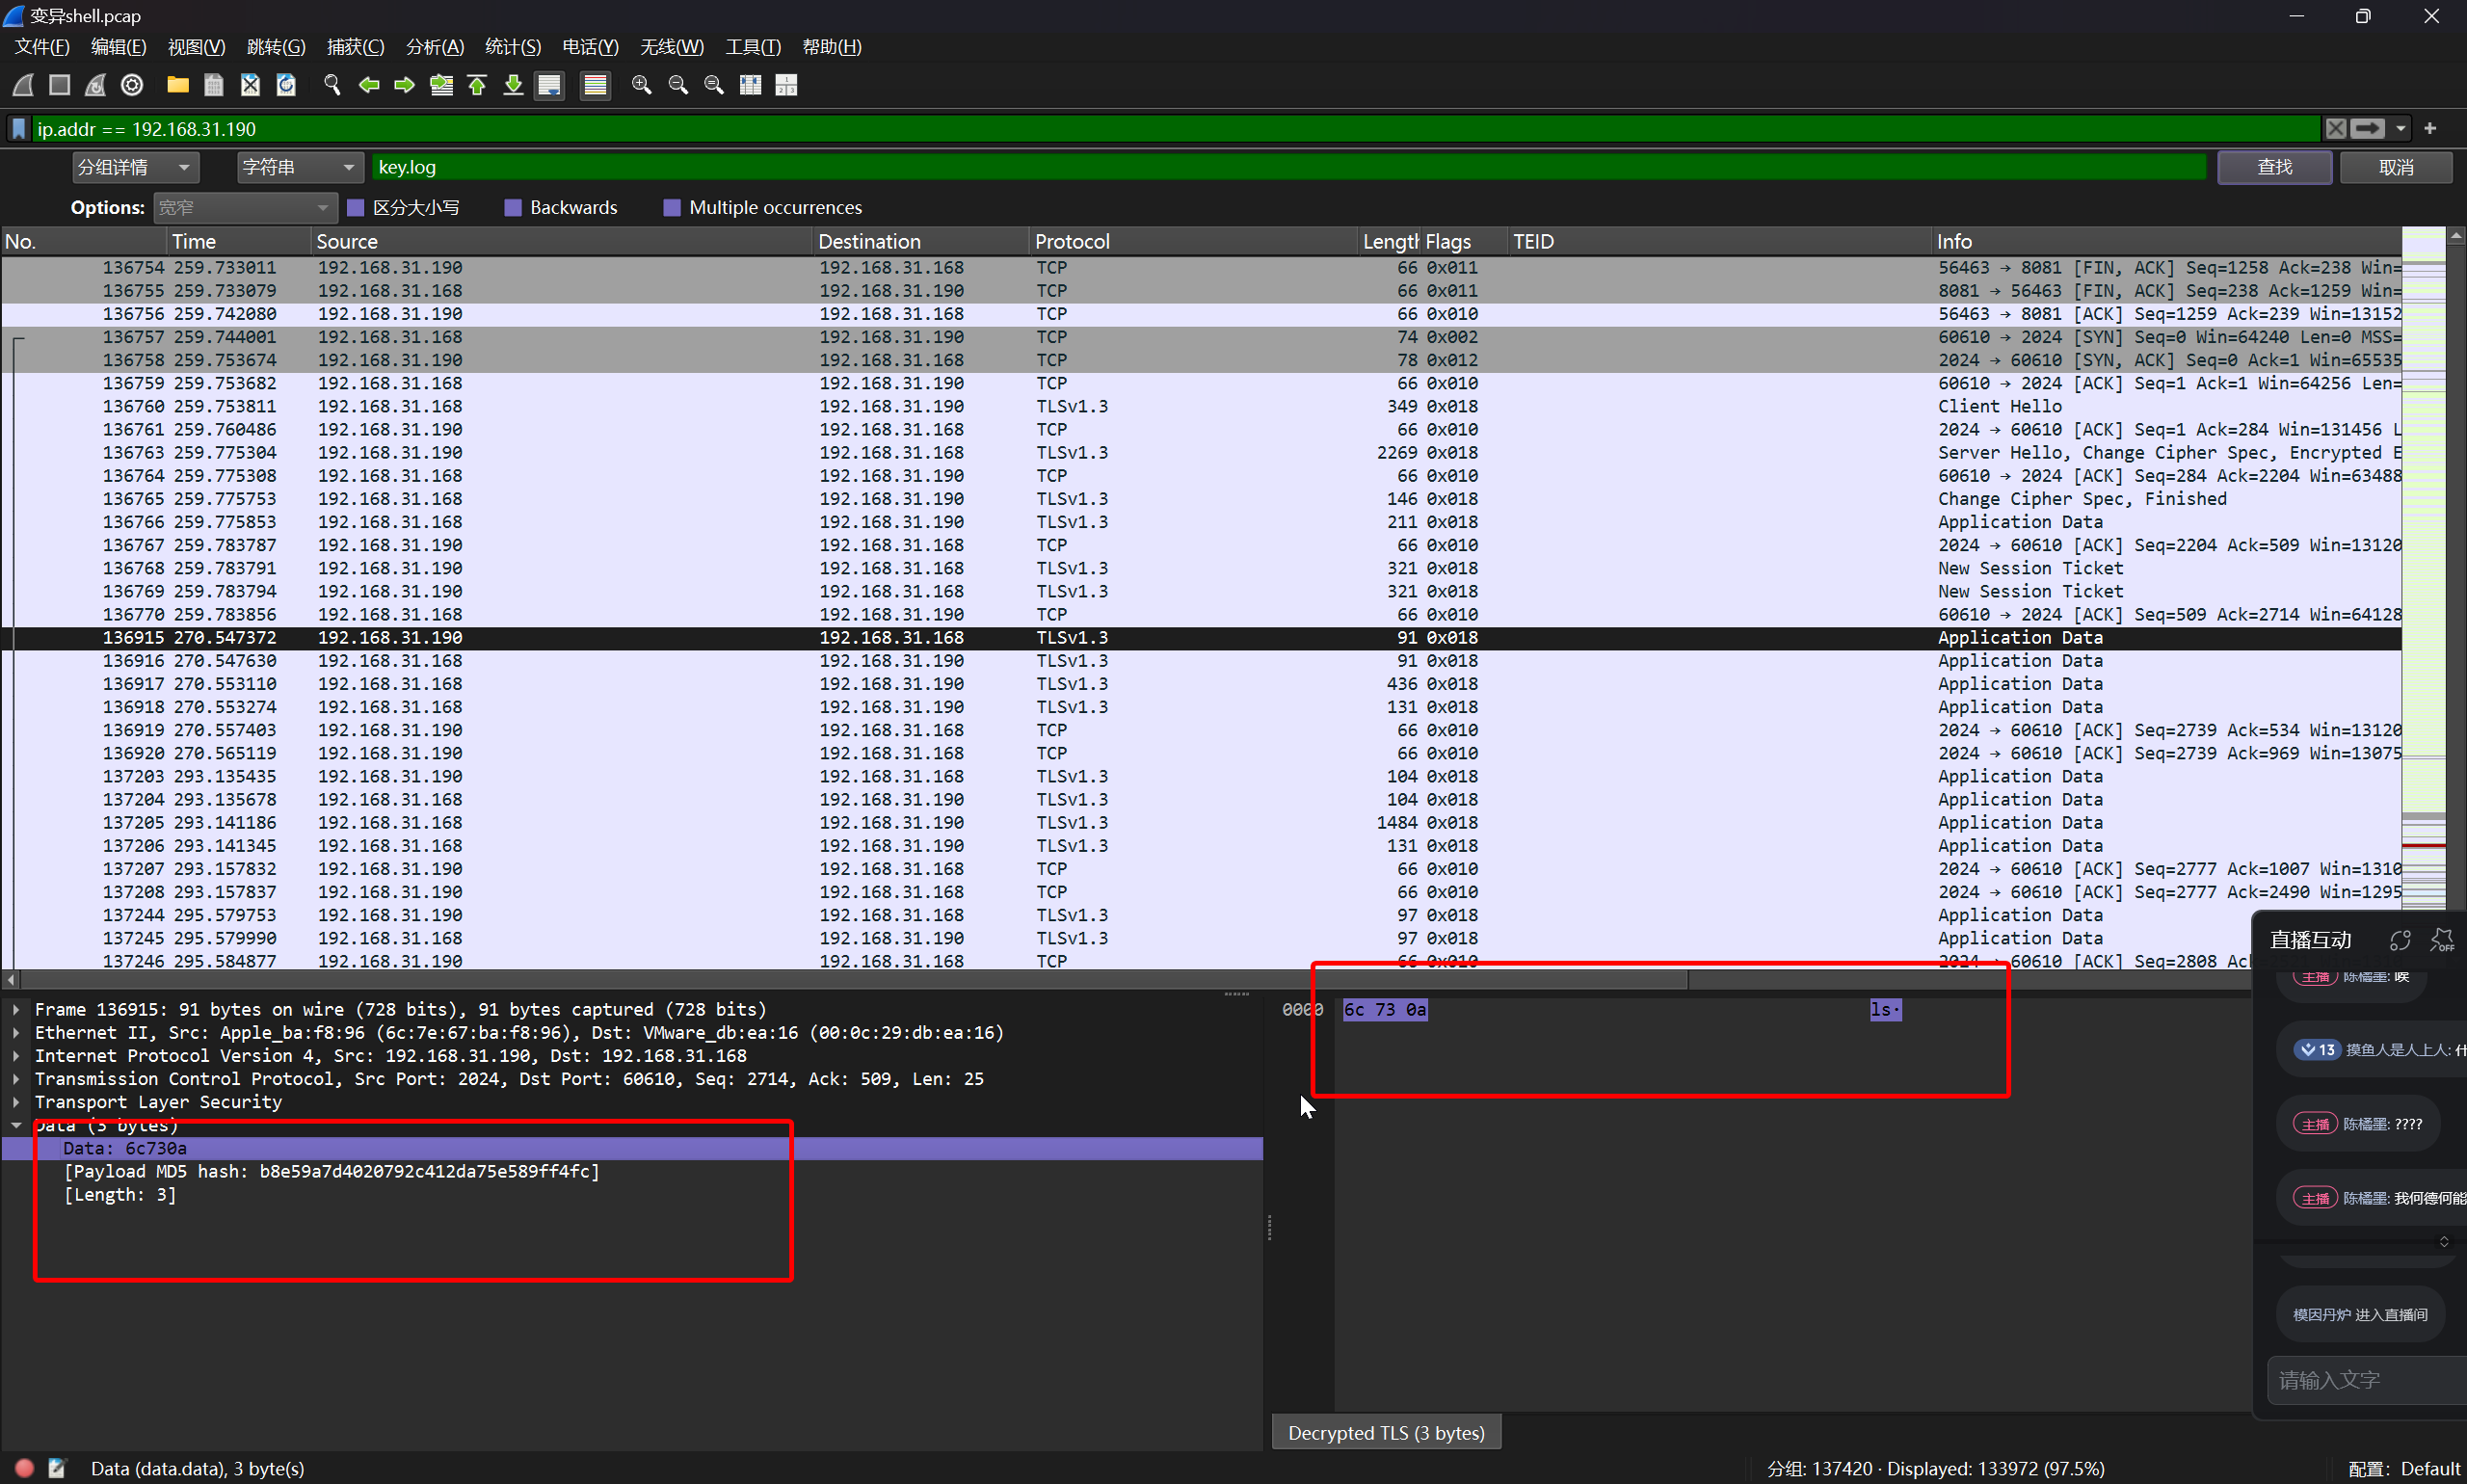 变异shell.pcap
文件(F) 编辑(E) 视图(V) 跳转(G) 捕获(C) 分析(A) 统计(S) 电话(Y) 无线(W) 工具(T) 帮助(H)
ip.addr == 192.168.31.190
分组详情 字符串 key.log 查找 取消
Options: 宽窄 区分大小写 Backwards Multiple occurrences
No. Time Source Destination Protocol Length Flags TEID Info
136754 259.733011 192.168.31.190 192.168.31.168 TCP 66 0x011 56463 → 8081 [FIN, ACK] Seq=1258 Ack=238 Win=
136755 259.733079 192.168.31.168 192.168.31.190 TCP 66 0x011 8081 → 56463 [FIN, ACK] Seq=238 Ack=1259 Win=
136756 259.742080 192.168.31.190 192.168.31.168 TCP 66 0x010 56463 → 8081 [ACK] Seq=1259 Ack=239 Win=13152
136757 259.744001 192.168.31.168 192.168.31.190 TCP 74 0x002 60610 → 2024 [SYN] Seq=0 Win=64240 Len=0 MSS=
136758 259.753674 192.168.31.190 192.168.31.168 TCP 78 0x012 2024 → 60610 [SYN, ACK] Seq=0 Ack=1 Win=65535
136759 259.753682 192.168.31.168 192.168.31.190 TCP 66 0x010 60610 → 2024 [ACK] Seq=1 Ack=1 Win=64256 Len=
136760 259.753811 192.168.31.168 192.168.31.190 TLSv1.3 349 0x018 Client Hello
136761 259.760486 192.168.31.190 192.168.31.168 TCP 66 0x010 2024 → 60610 [ACK] Seq=1 Ack=284 Win=131456 L
136763 259.775304 192.168.31.190 192.168.31.168 TLSv1.3 2269 0x018 Server Hello, Change Cipher Spec, Encrypted E
136764 259.775308 192.168.31.168 192.168.31.190 TCP 66 0x010 60610 → 2024 [ACK] Seq=284 Ack=2204 Win=63488
136765 259.775753 192.168.31.168 192.168.31.190 TLSv1.3 146 0x018 Change Cipher Spec, Finished
136766 259.775853 192.168.31.168 192.168.31.190 TLSv1.3 211 0x018 Application Data
136767 259.783787 192.168.31.190 192.168.31.168 TCP 66 0x010 2024 → 60610 [ACK] Seq=2204 Ack=509 Win=13120
136768 259.783791 192.168.31.190 192.168.31.168 TLSv1.3 321 0x018 New Session Ticket
136769 259.783794 192.168.31.190 192.168.31.168 TLSv1.3 321 0x018 New Session Ticket
136770 259.783856 192.168.31.168 192.168.31.190 TCP 66 0x010 60610 → 2024 [ACK] Seq=509 Ack=2714 Win=64128
136915 270.547372 192.168.31.190 192.168.31.168 TLSv1.3 91 0x018 Application Data
136916 270.547630 192.168.31.168 192.168.31.190 TLSv1.3 91 0x018 Application Data
136917 270.553110 192.168.31.168 192.168.31.190 TLSv1.3 436 0x018 Application Data
136918 270.553274 192.168.31.168 192.168.31.190 TLSv1.3 131 0x018 Application Data
136919 270.557403 192.168.31.190 192.168.31.168 TCP 66 0x010 2024 → 60610 [ACK] Seq=2739 Ack=534 Win=13120
136920 270.565119 192.168.31.190 192.168.31.168 TCP 66 0x010 2024 → 60610 [ACK] Seq=2739 Ack=969 Win=13075
137203 293.135435 192.168.31.190 192.168.31.168 TLSv1.3 104 0x018 Application Data
137204 293.135678 192.168.31.168 192.168.31.190 TLSv1.3 104 0x018 Application Data
137205 293.141186 192.168.31.168 192.168.31.190 TLSv1.3 1484 0x018 Application Data
137206 293.141345 192.168.31.168 192.168.31.190 TLSv1.3 131 0x018 Application Data
137207 293.157832 192.168.31.190 192.168.31.168 TCP 66 0x010 2024 → 60610 [ACK] Seq=2777 Ack=1007 Win=1310
137208 293.157837 192.168.31.190 192.168.31.168 TCP 66 0x010 2024 → 60610 [ACK] Seq=2777 Ack=2490 Win=1295
137244 295.579753 192.168.31.190 192.168.31.168 TLSv1.3 97 0x018 Application Data
137245 295.579990 192.168.31.168 192.168.31.190 TLSv1.3 97 0x018 Application Data
137246 295.584877 192.168.31.190 192.168.31.168 TCP 66 0x010 2024 → 60610 [ACK] Seq=2808 Ac
Frame 136915: 91 bytes on wire (728 bits), 91 bytes captured (728 bits)
Ethernet II, Src: Apple_ba:f8:96 (6c:7e:67:ba:f8:96), Dst: VMware_db:ea:16 (00:0c:29:db:ea:16)
Internet Protocol Version 4, Src: 192.168.31.190, Dst: 192.168.31.168
Transmission Control Protocol, Src Port: 2024, Dst Port: 60610, Seq: 2714, Ack: 509, Len: 25
Transport Layer Security
Data (3 bytes)
Data: 6c730a
[Payload MD5 hash: b8e59a7d4020792c412da75e589ff4fc]
[Length: 3]
0000 6c 73 0a ls·
Decrypted TLS (3 bytes)
直播互动 OFF
主播 陈橘墨: 唉
13 摸鱼人是人上人: 什
主播 陈橘墨: ????
主播 陈橘墨: 我何德何能
模因丹炉 进入直播间
请输入文字
Data (data.data), 3 byte(s)
分组: 137420 · Displayed: 133972 (97.5%)
配置: Default